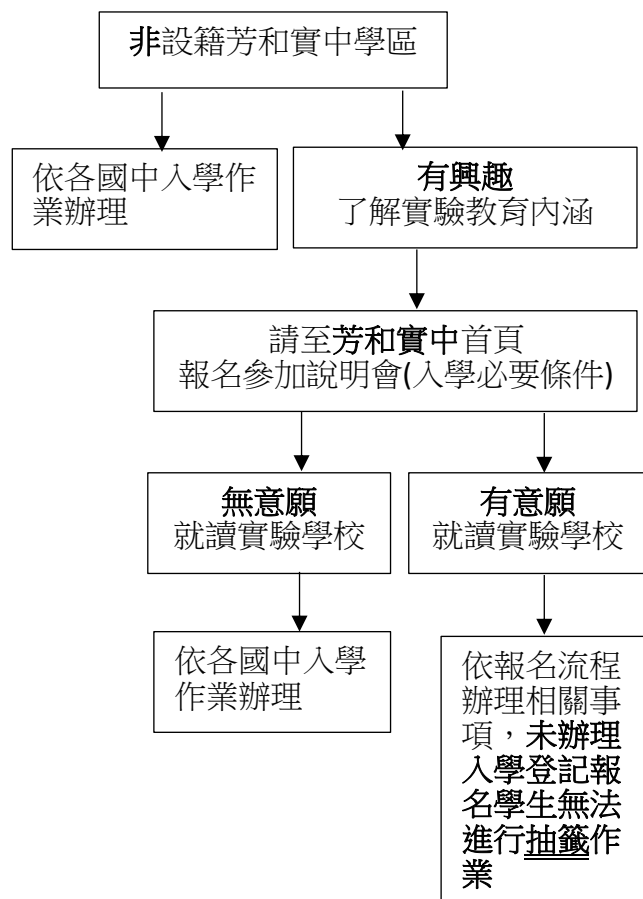 非設籍芳和實中學區
依各國中入學作
業辦理
有興趣
了解實驗教育內涵
請至芳和實中首頁
報名參加說明會(入學必要條件)
無意願
就讀實驗學校
有意願
就讀實驗學校
依各國中入學
作業辦理
依報名流程
辦理相關事
項，未辦理
入學登記報
名學生無法
進行抽籤作
業